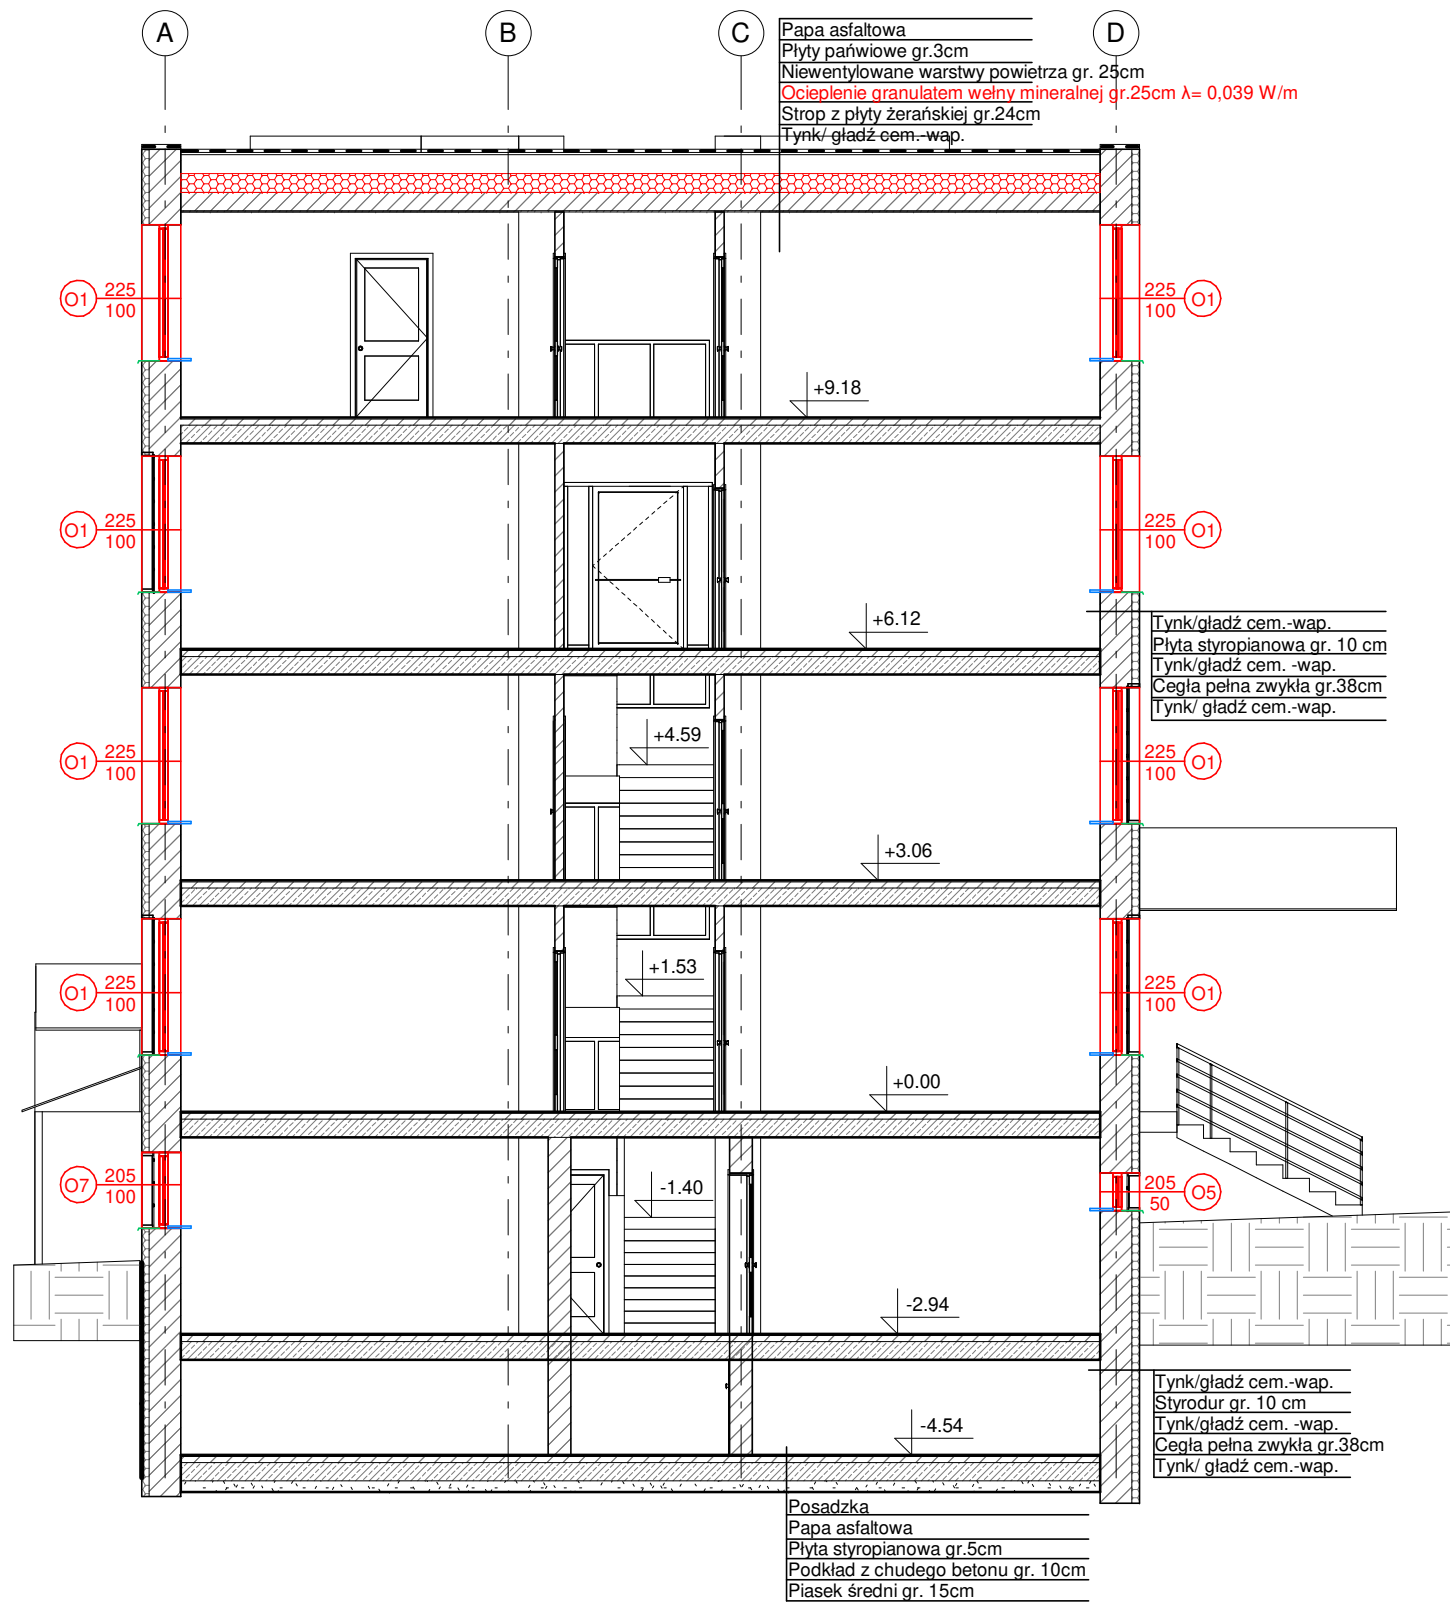 A
B
C
D
Papa asfaltowa
Płyty pańwiowe gr.3cm
Niewentylowane warstwy powietrza gr. 25cm
Ocieplenie granulatem wełny mineralnej gr.25cm λ= 0,039 W/m
Strop z płyty żerańskiej gr.24cm
Tynk/ gładź cem.-wap.
O1 225
100
225 O1
100
+9.18
O1 225
100
225 O1
100
+6.12
Tynk/gładź cem.-wap.
Płyta styropianowa gr. 10 cm
Tynk/gładź cem. -wap.
Cegła pełna zwykła gr.38cm
Tynk/ gładź cem.-wap.
+4.59
O1 225
100
225 O1
100
+3.06
+1.53
O1 225
100
225 O1
100
+0.00
O7 205
100
-1.40
205 O5
50
-2.94
Tynk/gładź cem.-wap.
Styrodur gr. 10 cm
Tynk/gładź cem. -wap.
Cegła pełna zwykła gr.38cm
Tynk/ gładź cem.-wap.
-4.54
Posadzka
Papa asfaltowa
Płyta styropianowa gr.5cm
Podkład z chudego betonu gr. 10cm
Piasek średni gr. 15cm